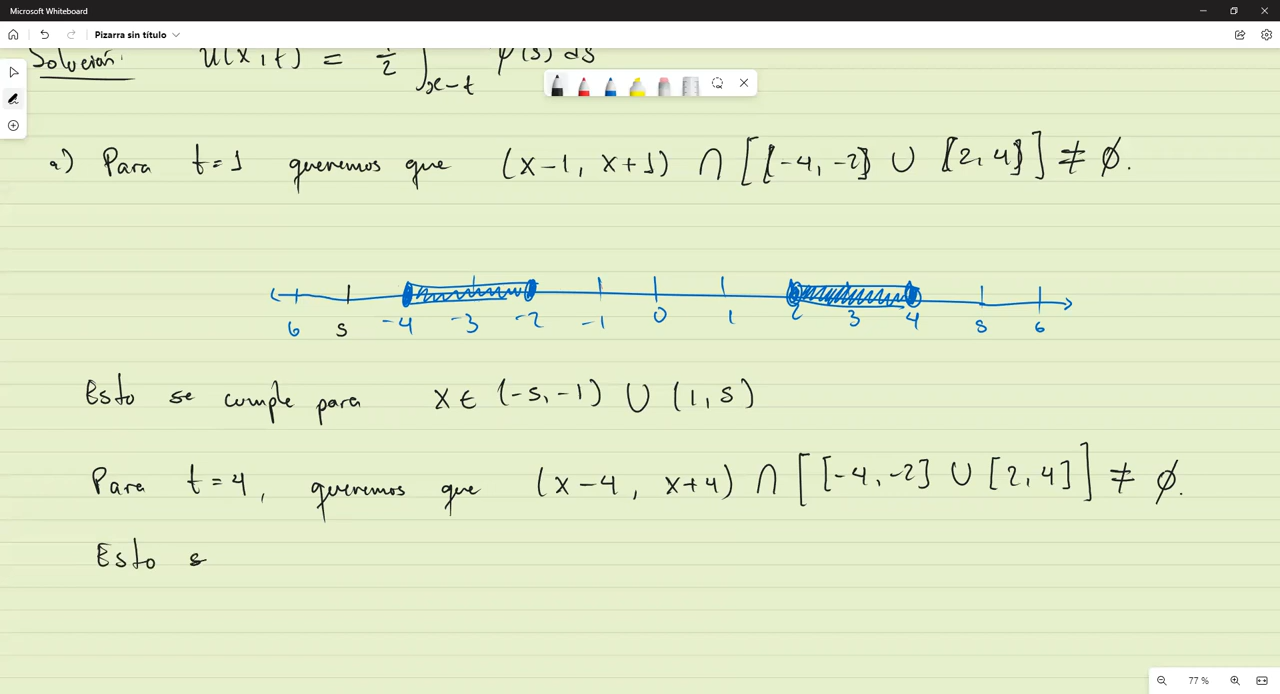 Microsoft Whiteboard
Pizarra sin título
Solución: u(x,t) = 1/2 ∫x-t ψ(s) ds
a) Para t=1 queremos que (x-1, x+1) ∩ [[-4,-2] ∪ [2,4]] ≠ ∅.
6 5 -4 -3 -2 -1 0 1 2 3 4 5 6
Esto se cumple para x ∈ (-5,-1) ∪ (1,5)
Para t=4, queremos que (x-4, x+4) ∩ [[-4,-2] ∪ [2,4]] ≠ ∅.
Esto s
77 %